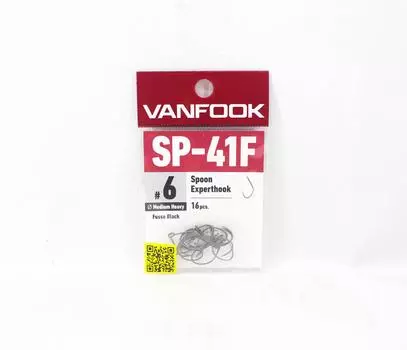 VANFOOK
SP-41F
#6
Spoon
Experthook
Ø Medium Heavy
16pcs.
Fusso Black